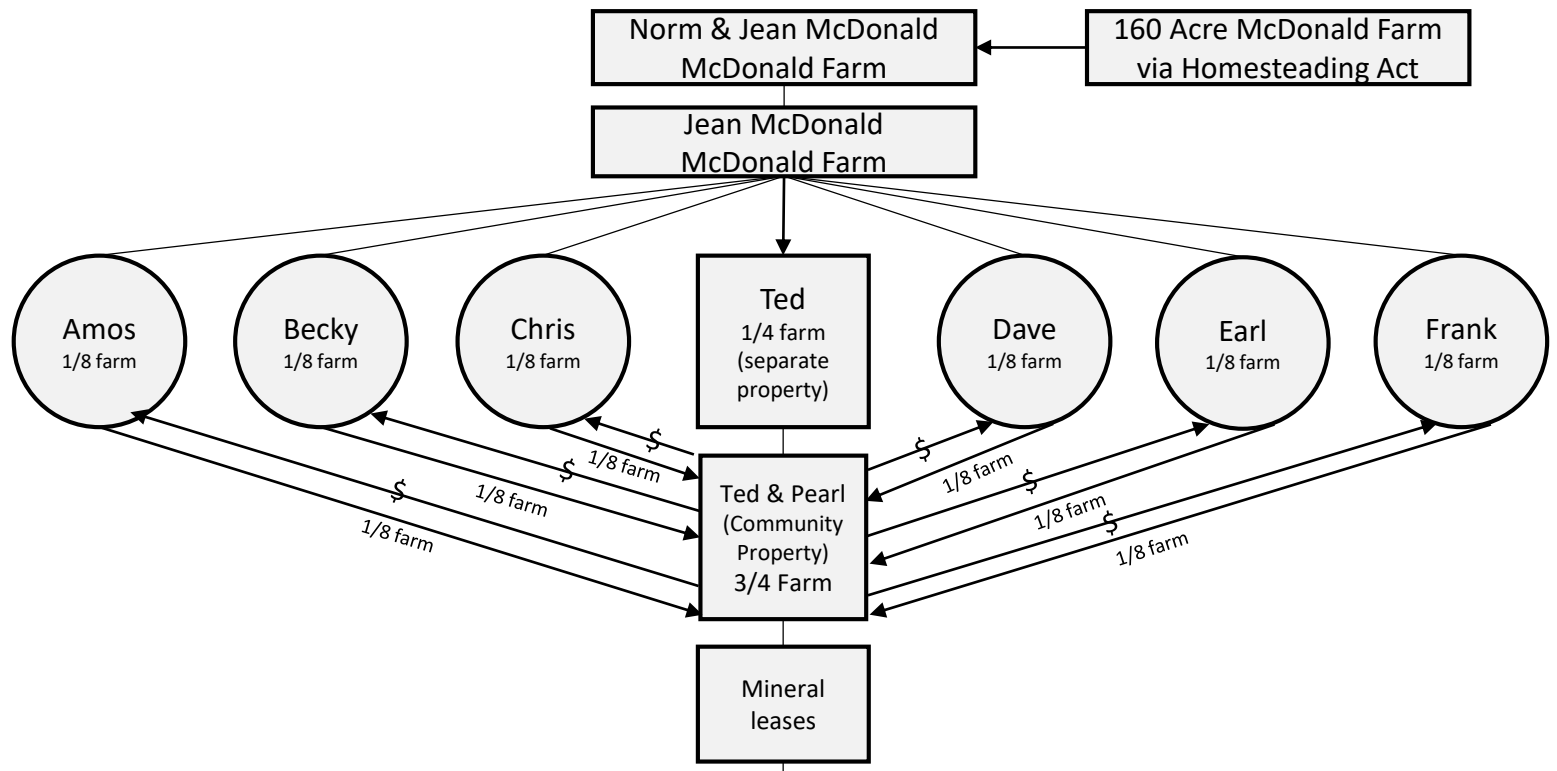 Norm & Jean McDonald
McDonald Farm
160 Acre McDonald Farm
via Homesteading Act
Jean McDonald
McDonald Farm
Amos
1/8 farm
Becky
1/8 farm
Chris
1/8 farm
Ted
1/4 farm
(separate
property)
Dave
1/8 farm
Earl
1/8 farm
Frank
1/8 farm
$
1/8 farm
$
1/8 farm
$
1/8 farm
Ted & Pearl
(Community
Property)
3/4 Farm
$
1/8 farm
$
1/8 farm
$
1/8 farm
Mineral
leases